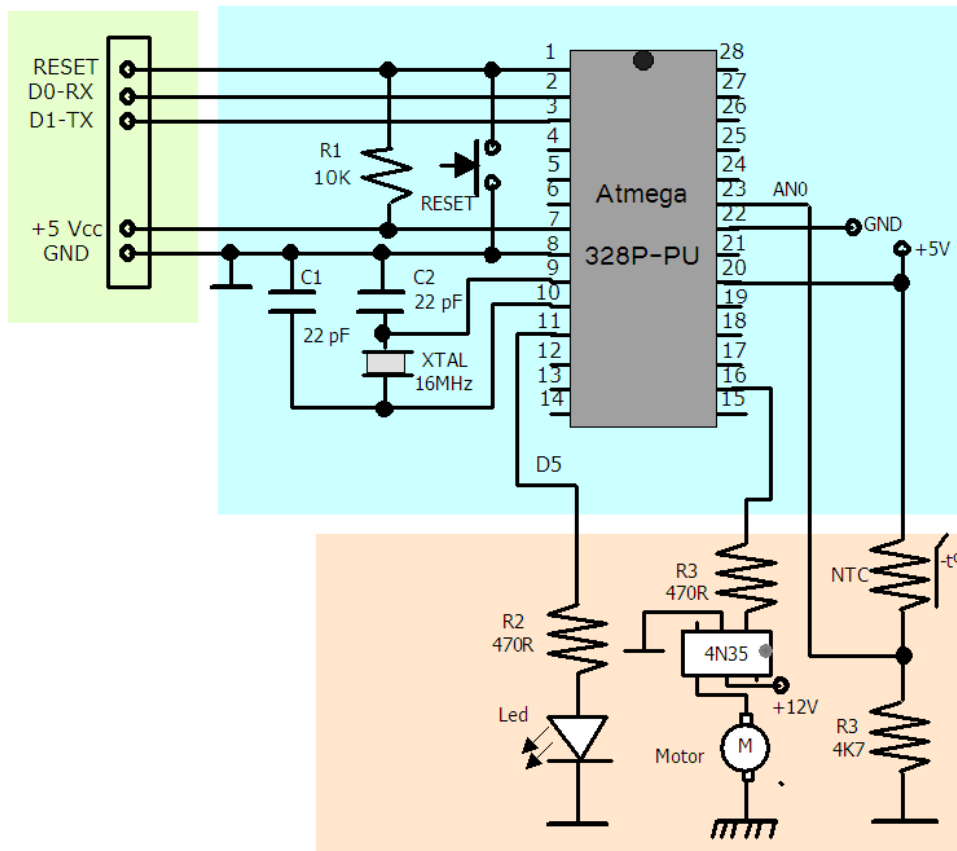 RESET
D0-RX
D1-TX
+5 Vcc
GND
R1
10K
RESET
C1
22 pF
C2
22 pF
XTAL
16MHz
1
2
3
4
5
6
7
8
9
10
11
12
13
14
Atmega
328P-PU
28
27
26
25
24
23
22
21
20
19
18
17
16
15
AN0
GND
+5V
D5
R2
470R
Led
R3
470R
4N35
+12V
Motor
M
NTC
-tº
R3
4K7